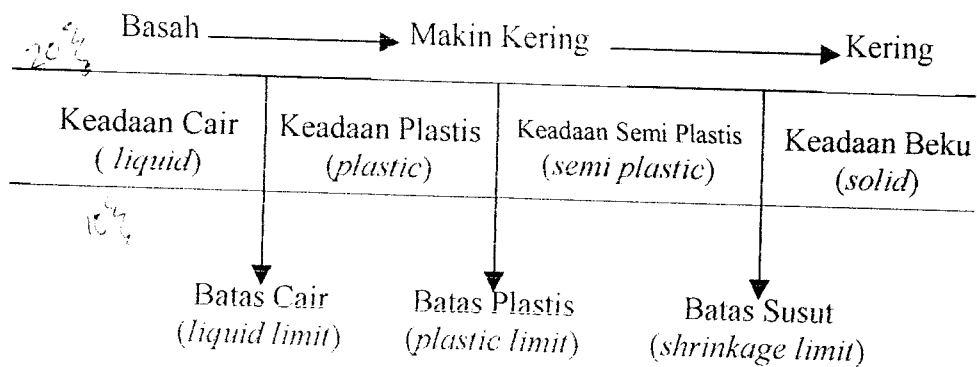 Basah Makin Kering Kering
Keadaan Cair Keadaan Plastis Keadaan Semi Plastis Keadaan Beku
(liquid) (plastic) (semi plastic) (solid)
Batas Cair Batas Plastis Batas Susut
(liquid limit) (plastic limit) (shrinkage limit)